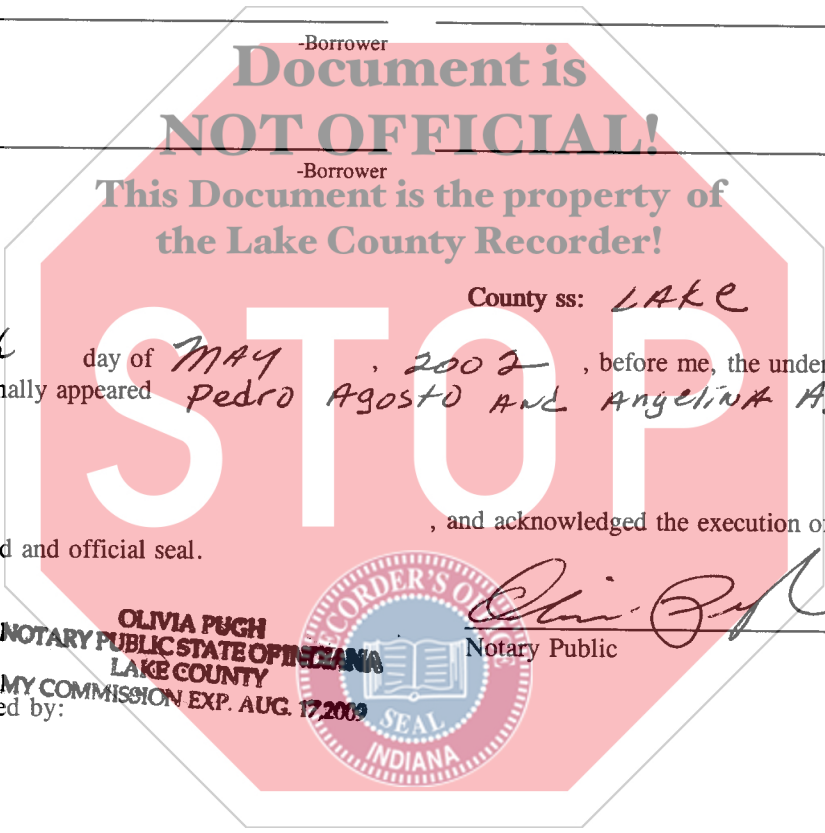 -Borrower
Document is
NOT OFFICIAL!
-Borrower
This Document is the property of
the Lake County Recorder!
County ss: LAKE
STOP
day of MAY , 2002 , before me, the under
nally appeared Pedro Agosto And Angelina A
, and acknowledged the execution o
d and official seal.
RECORDER'S OFFICE
OLIVIA PUGH
NOTARY PUBLIC STATE OF INDIANA
LAKE COUNTY
MY COMMISSION EXP. AUG. 17, 2009
Notary Public
ed by:
SEAL
INDIANA